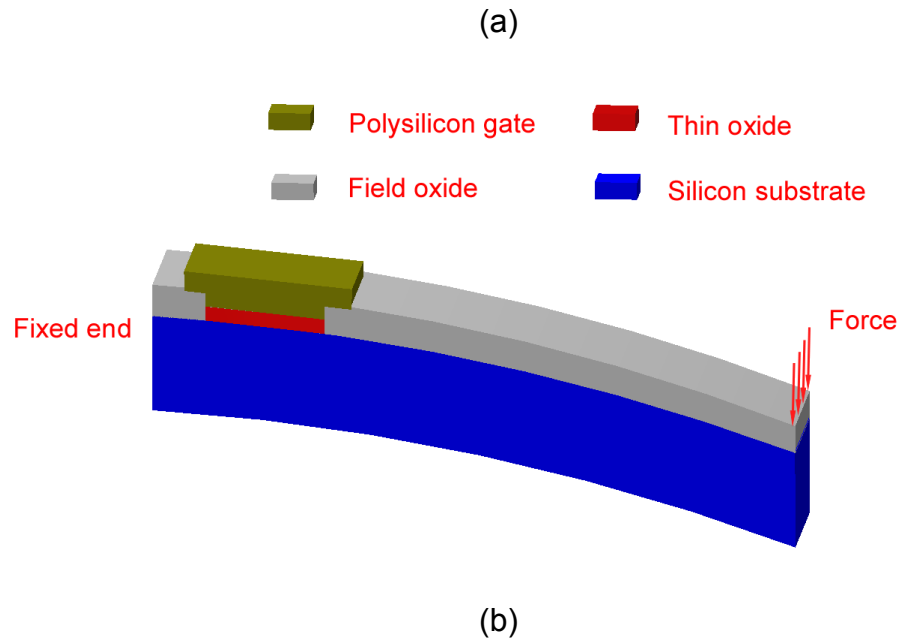 (a)
Polysilicon gate
Thin oxide
Field oxide
Silicon substrate
Fixed end
Force
(b)